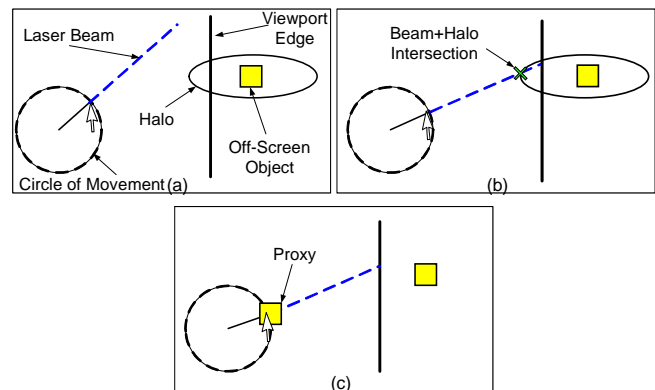 Laser Beam
Viewport
Edge
Halo
Off-Screen
Object
Circle of Movement
(a)
Beam+Halo
Intersection
(b)
Proxy
(c)